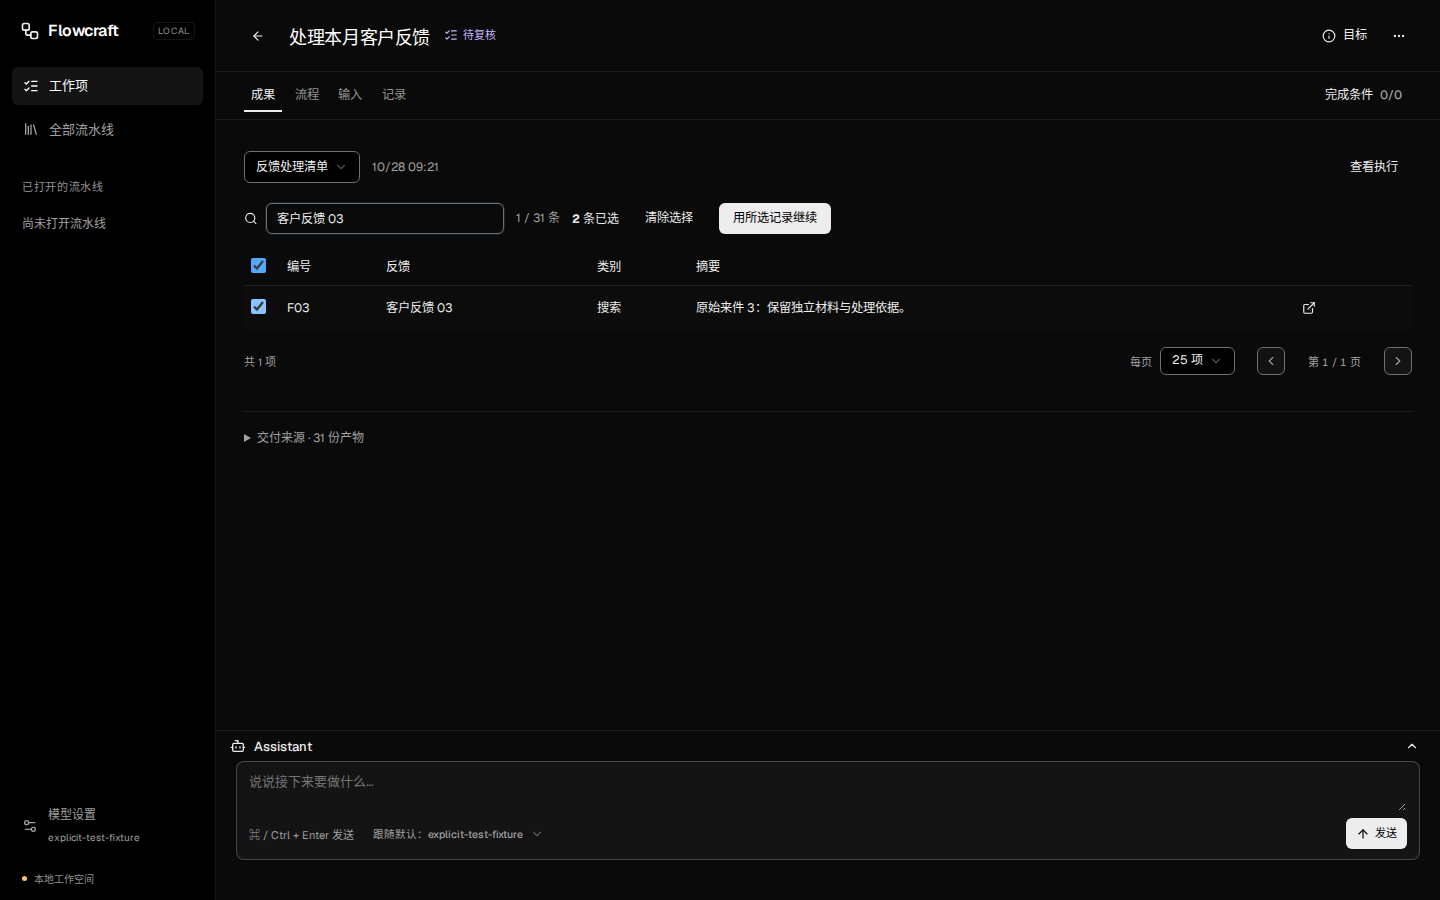 Flowcraft LOCAL
工作项
全部流水线
已打开的流水线
尚未打开流水线
模型设置
explicit-test-fixture
本地工作空间
处理本月客户反馈 待复核 目标
成果 流程 输入 记录 完成条件 0/0
反馈处理清单 10/28 09:21 查看执行
客户反馈 03 1 / 31 条 2 条已选 清除选择 用所选记录继续
编号 反馈 类别 摘要
F03 客户反馈 03 搜索 原始来件 3：保留独立材料与处理依据。
共 1 项 每页 25 项 第 1 / 1 页
交付来源 · 31 份产物
Assistant
说说接下来要做什么…
⌘ / Ctrl + Enter 发送 跟随默认：explicit-test-fixture 发送